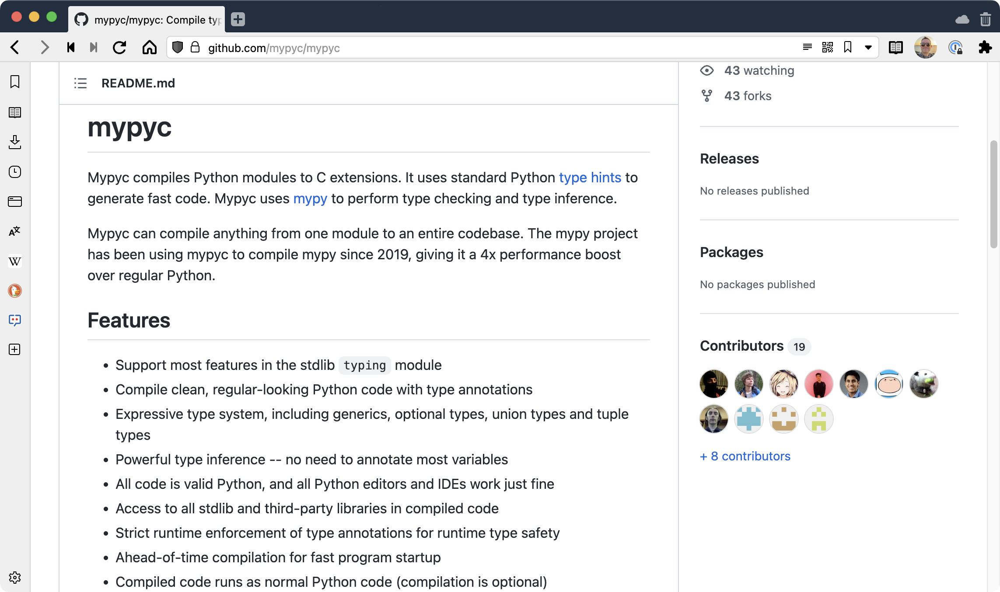 mypyc/mypyc: Compile typ
github.com/mypyc/mypyc
README.md
mypyc
Mypyc compiles Python modules to C extensions. It uses standard Python type hints to
generate fast code. Mypyc uses mypy to perform type checking and type inference.
Mypyc can compile anything from one module to an entire codebase. The mypy project
has been using mypyc to compile mypy since 2019, giving it a 4x performance boost
over regular Python.
Features
• Support most features in the stdlib typing module
• Compile clean, regular-looking Python code with type annotations
• Expressive type system, including generics, optional types, union types and tuple
types
• Powerful type inference -- no need to annotate most variables
• All code is valid Python, and all Python editors and IDEs work just fine
• Access to all stdlib and third-party libraries in compiled code
• Strict runtime enforcement of type annotations for runtime type safety
• Ahead-of-time compilation for fast program startup
• Compiled code runs as normal Python code (compilation is optional)
43 watching
43 forks
Releases
No releases published
Packages
No packages published
Contributors 19
+ 8 contributors
W